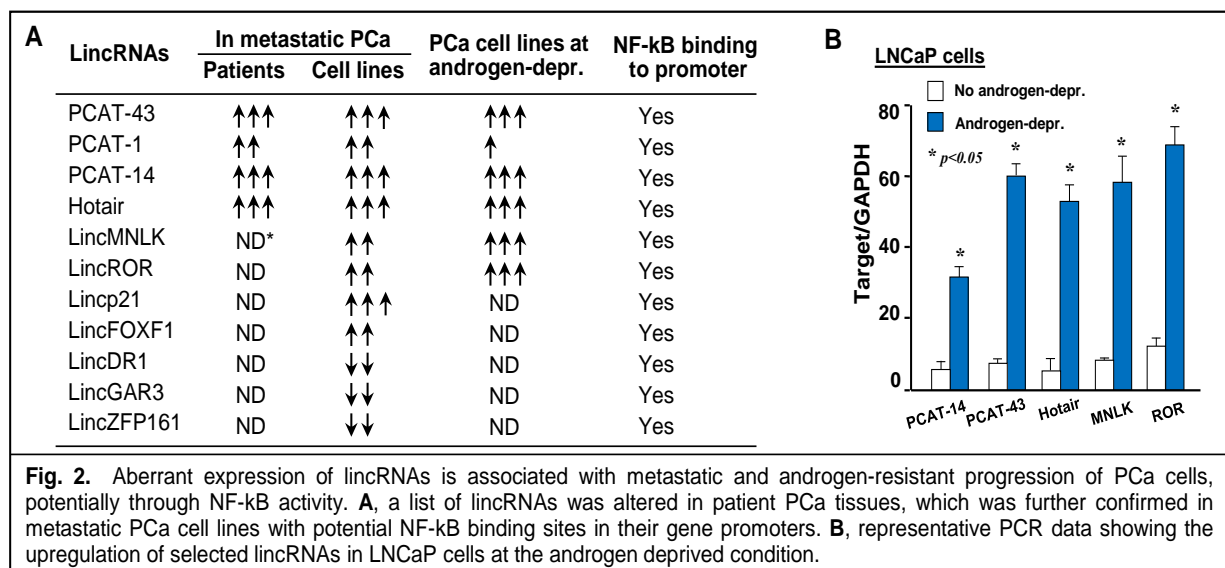 A
LincRNAs In metastatic PCa PCa cell lines at androgen-depr. NF-kB binding to promoter
Patients Cell lines
PCAT-43 ↑↑↑ ↑↑↑ ↑↑↑ Yes
PCAT-1 ↑↑ ↑↑ ↑ Yes
PCAT-14 ↑↑↑ ↑↑↑ ↑↑↑ Yes
Hotair ↑↑↑ ↑↑↑ ↑↑↑ Yes
LincMNLK ND* ↑↑ ↑↑↑ Yes
LincROR ND ↑↑ ↑↑↑ Yes
Lincp21 ND ↑↑↑ ND Yes
LincFOXF1 ND ↑↑ ND Yes
LincDR1 ND ↓↓ ND Yes
LincGAR3 ND ↓↓ ND Yes
LincZFP161 ND ↓↓ ND Yes
B
LNCaP cells
No androgen-depr.
Androgen-depr.
* p<0.05
Target/GAPDH
80
60
40
20
0
* * * * *
PCAT-14 PCAT-43 Hotair MNLK ROR
Fig. 2. Aberrant expression of lincRNAs is associated with metastatic and androgen-resistant progression of PCa cells,
potentially through NF-kB activity. A, a list of lincRNAs was altered in patient PCa tissues, which was further confirmed in
metastatic PCa cell lines with potential NF-kB binding sites in their gene promoters. B, representative PCR data showing the
upregulation of selected lincRNAs in LNCaP cells at the androgen deprived condition.